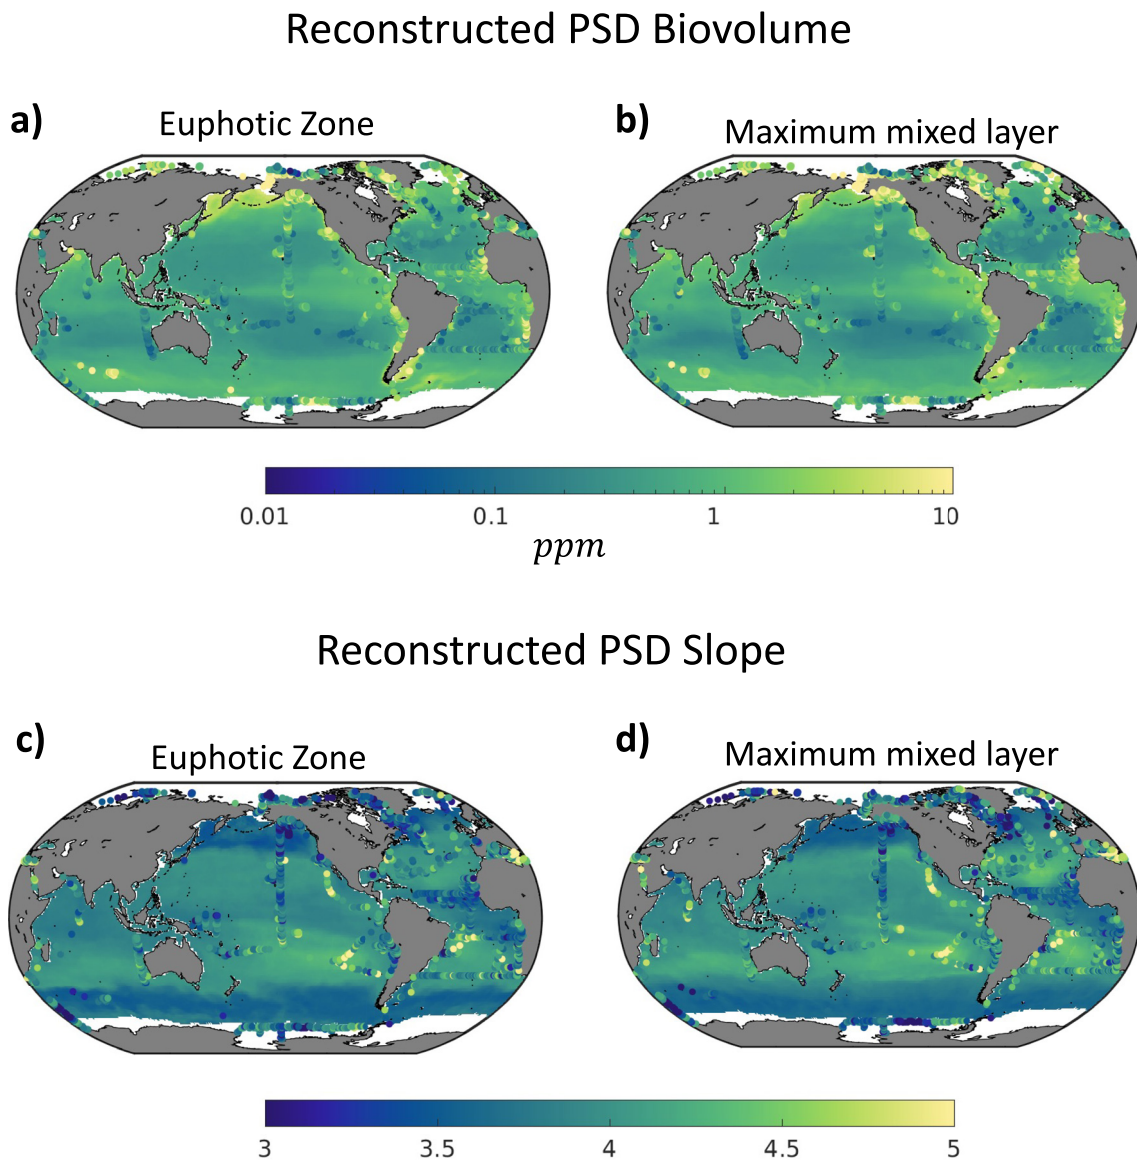 Reconstructed PSD Biovolume
a)
Euphotic Zone
b)
Maximum mixed layer
0.01 0.1 1 10
ppm
Reconstructed PSD Slope
c)
Euphotic Zone
d)
Maximum mixed layer
3 3.5 4 4.5 5